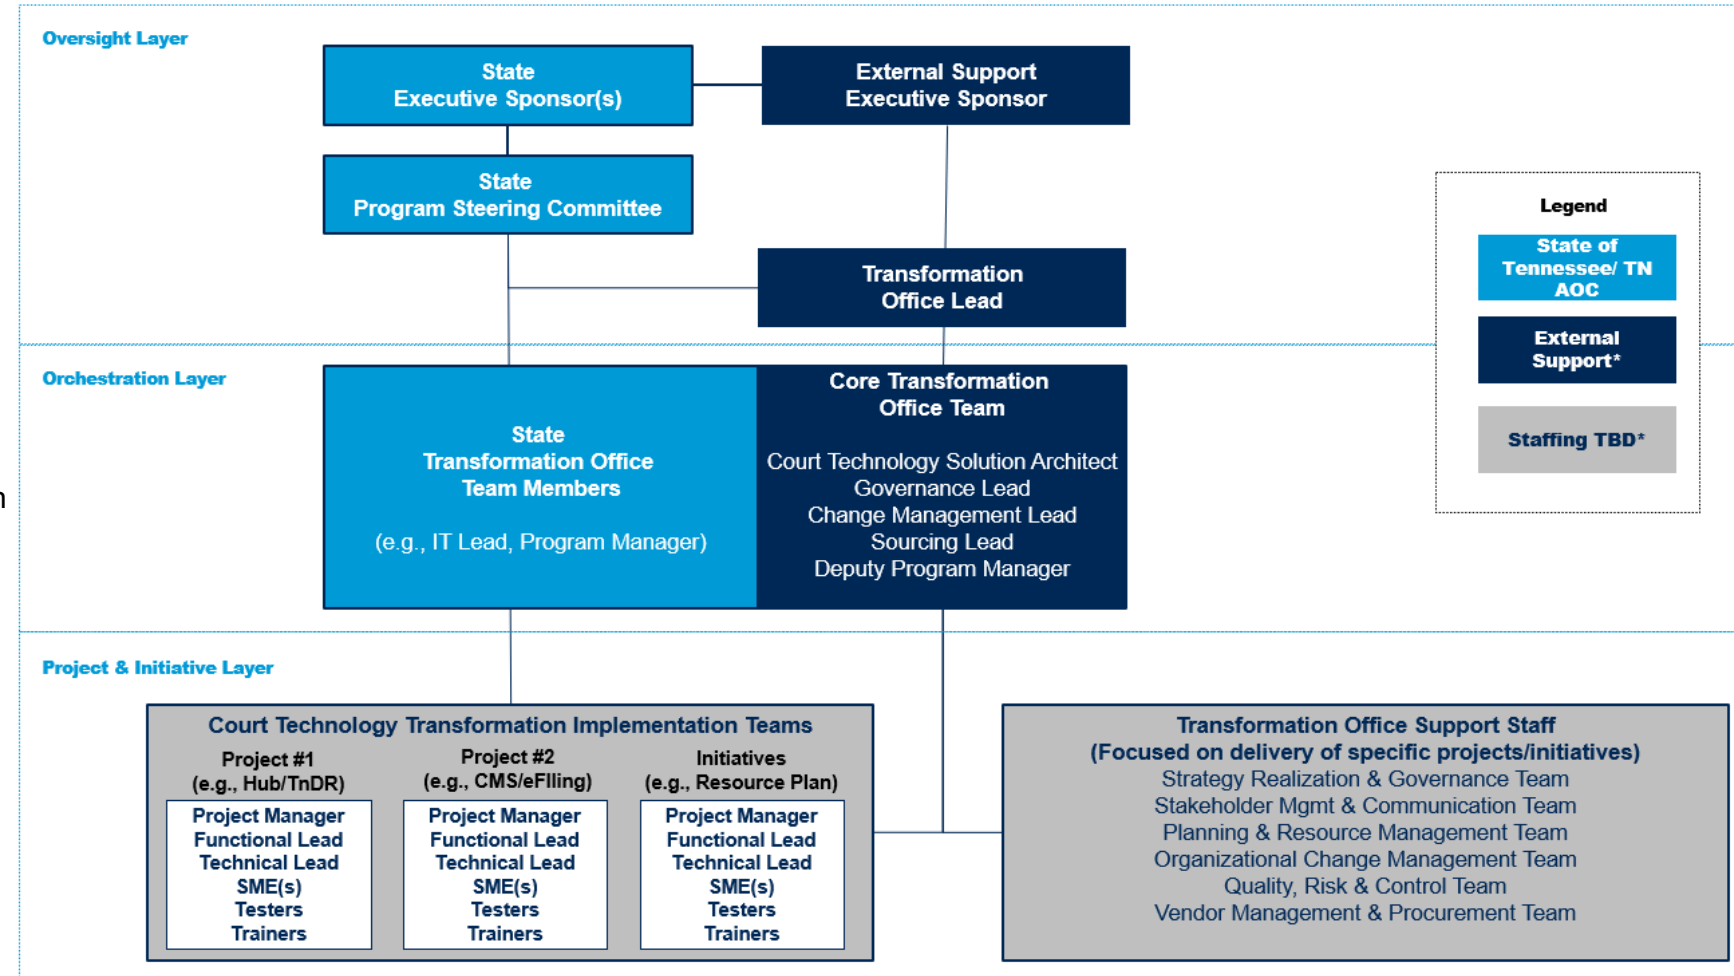 Oversight Layer
State
Executive Sponsor(s)
External Support
Executive Sponsor
State
Program Steering Committee
Transformation
Office Lead
Legend
State of
Tennessee/ TN
AOC
External
Support*
Staffing TBD*
Orchestration Layer
State
Transformation Office
Team Members
(e.g., IT Lead, Program Manager)
Core Transformation
Office Team
Court Technology Solution Architect
Governance Lead
Change Management Lead
Sourcing Lead
Deputy Program Manager
n
Project & Initiative Layer
Court Technology Transformation Implementation Teams
Project #1
(e.g., Hub/TnDR)
Project Manager
Functional Lead
Technical Lead
SME(s)
Testers
Trainers
Project #2
(e.g., CMS/eFIling)
Project Manager
Functional Lead
Technical Lead
SME(s)
Testers
Trainers
Initiatives
(e.g., Resource Plan)
Project Manager
Functional Lead
Technical Lead
SME(s)
Testers
Trainers
Transformation Office Support Staff
(Focused on delivery of specific projects/initiatives)
Strategy Realization & Governance Team
Stakeholder Mgmt & Communication Team
Planning & Resource Management Team
Organizational Change Management Team
Quality, Risk & Control Team
Vendor Management & Procurement Team